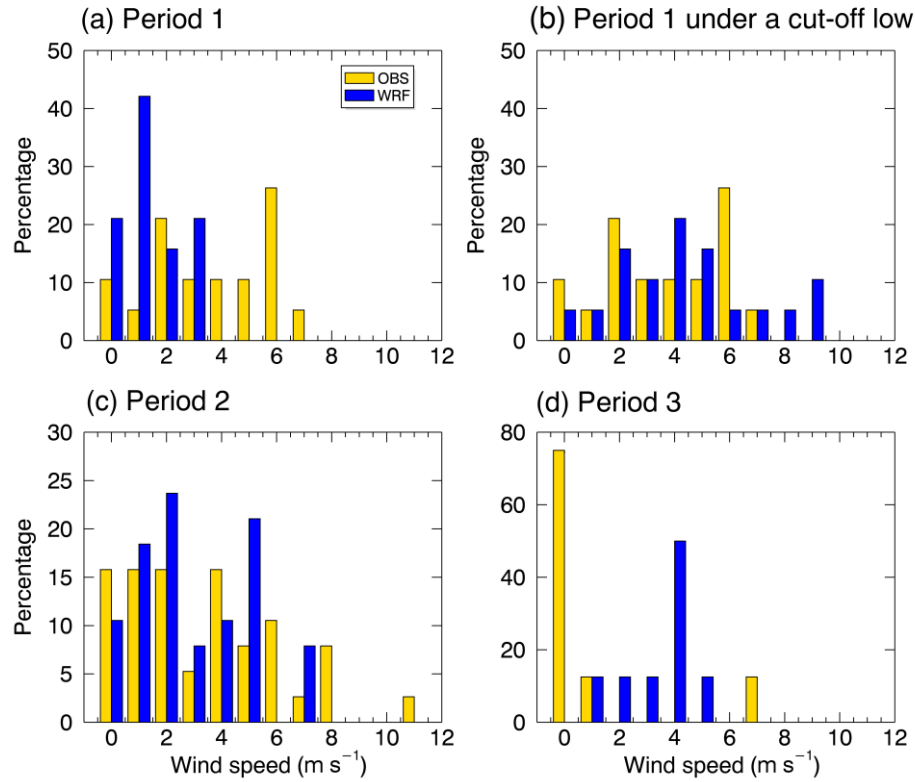 (a) Period 1
50
40
30
20
10
0
Percentage
0 2 4 6 8 10 12
OBS
WRF
(b) Period 1 under a cut-off low
50
40
30
20
10
0
Percentage
0 2 4 6 8 10 12
(c) Period 2
30
25
20
15
10
5
0
Percentage
0 2 4 6 8 10 12
Wind speed (m s⁻¹)
(d) Period 3
80
60
40
20
0
0 2 4 6 8 10 12
Wind speed (m s⁻¹)